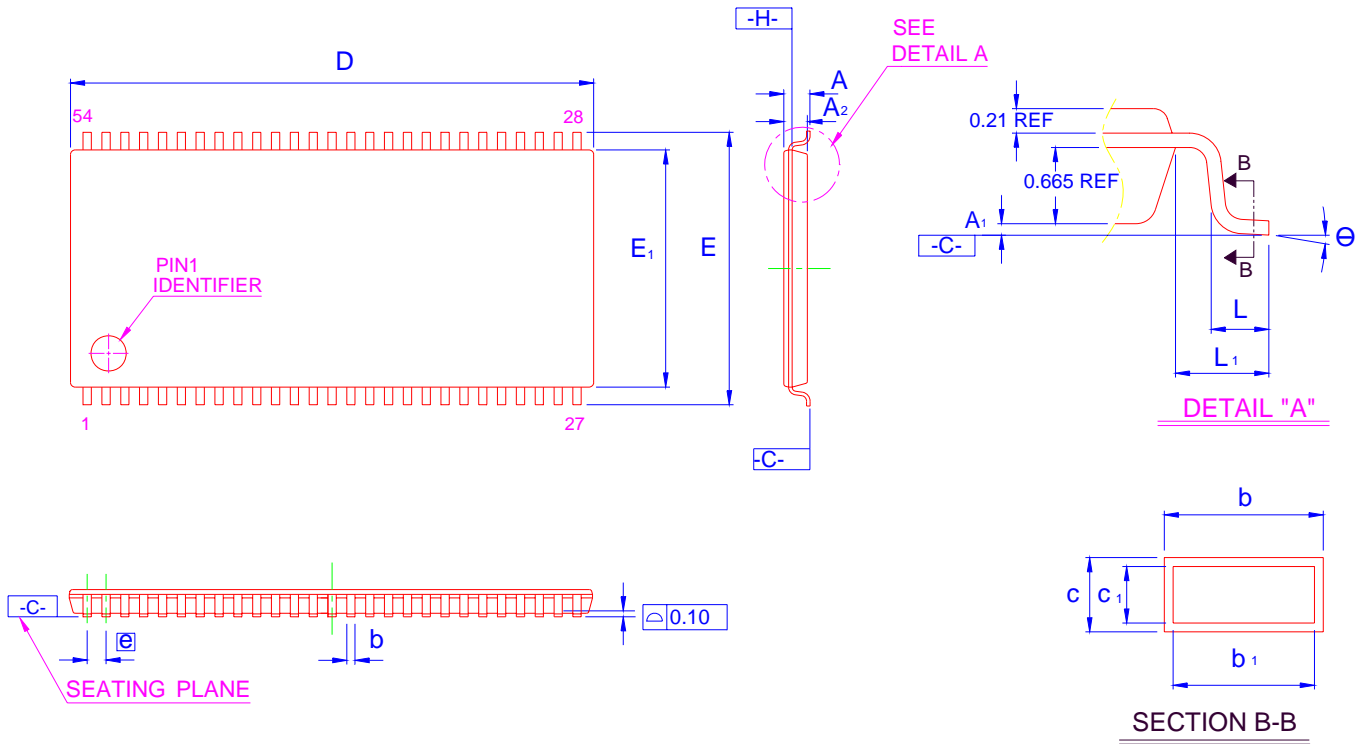 -H-
SEE
DETAIL A
D
A
A2
54
28
0.21 REF
B
0.665 REF
E1
E
A1
-C-
Θ
B
PIN1
IDENTIFIER
L
L1
1
27
DETAIL "A"
-C-
b
c
c1
b1
SECTION B-B
-C-
e
b
0.10
SEATING PLANE